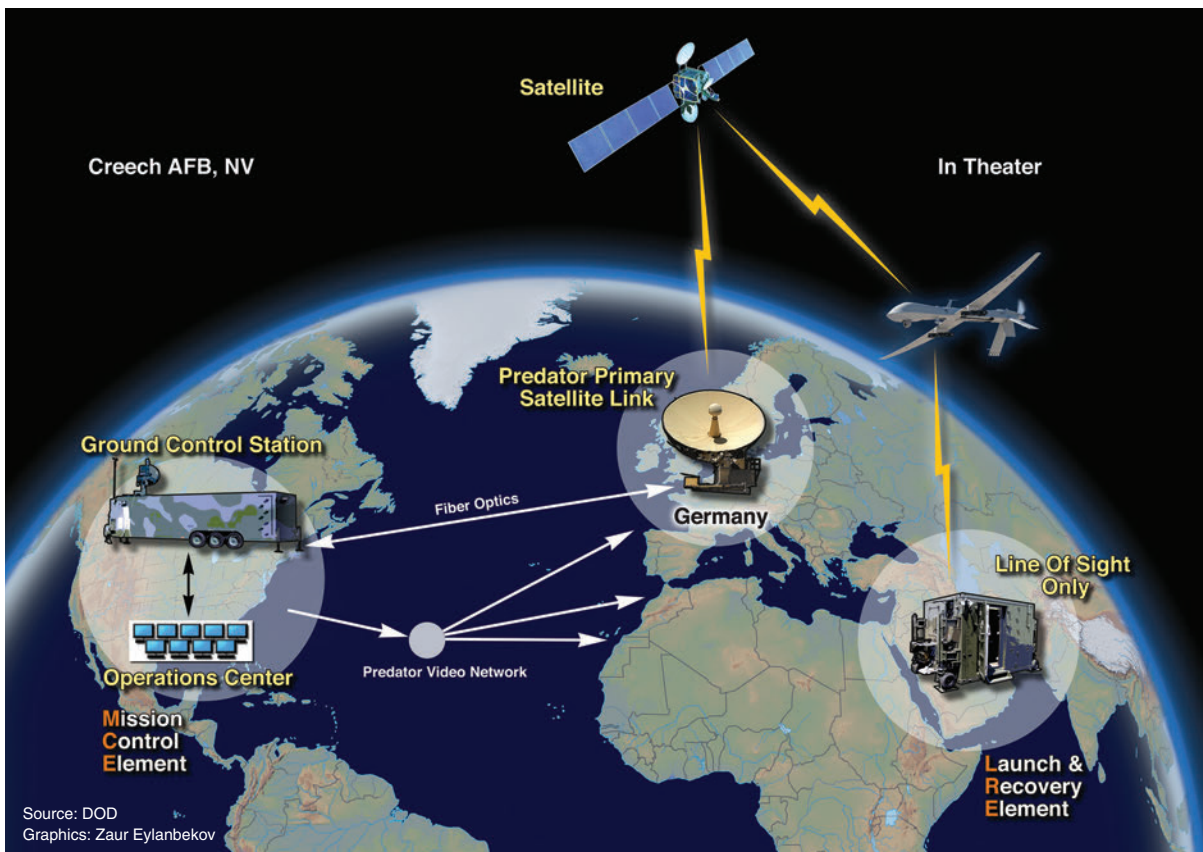 Satellite
Creech AFB, NV
In Theater
Predator Primary
Satellite Link
Ground Control Station
Fiber Optics
Germany
Line Of Sight
Only
Predator Video Network
Operations Center
Mission
Control
Element
Launch &
Recovery
Element
Source: DOD
Graphics: Zaur Eylanbekov